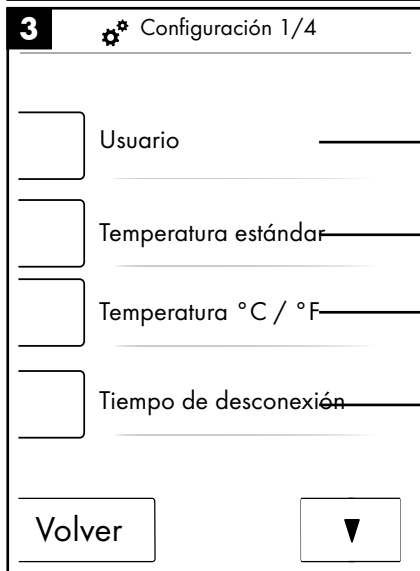 3
Configuración 1/4
Usuario
Temperatura estándar
Temperatura °C / °F
Tiempo de desconexión
Volver